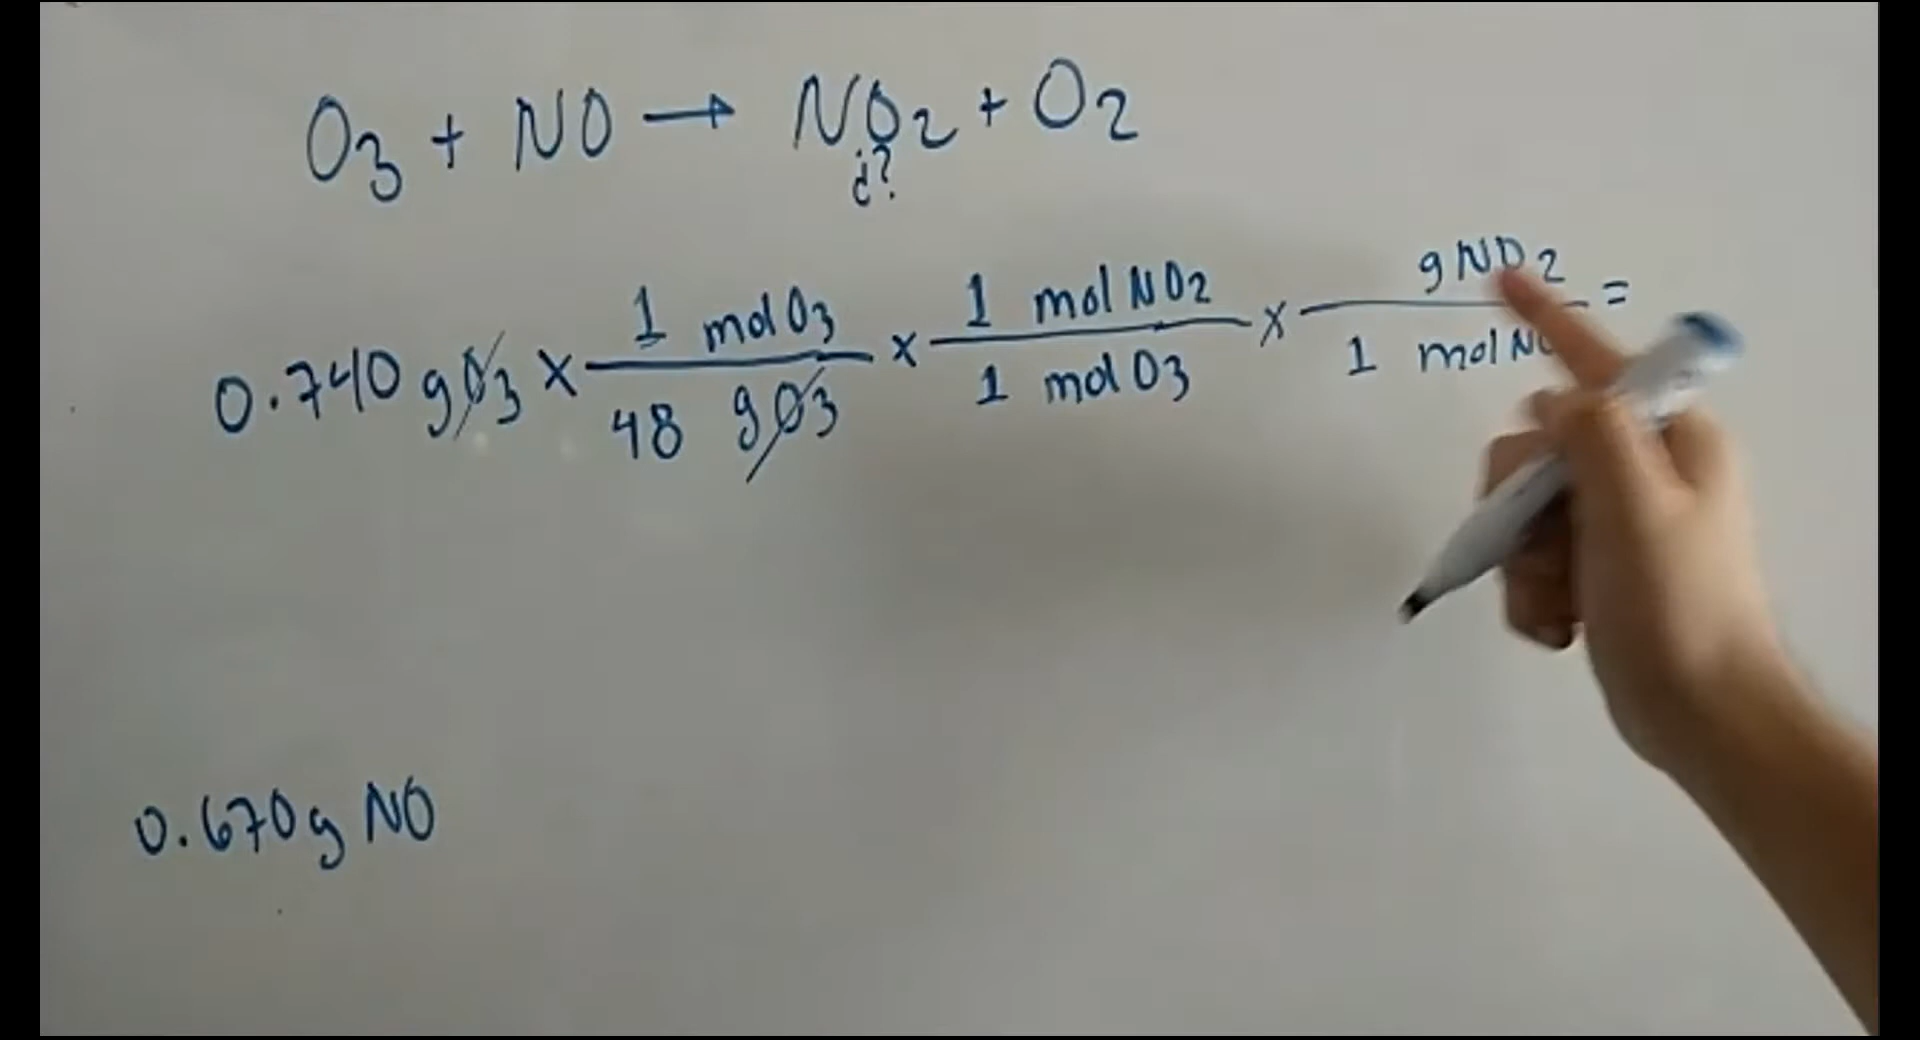 O3 + NO → NO2 + O2
¿?
1 mol O3 1 mol NO2 g NO2
0.740 g O3 x ——— x ——— x ——— =
48 g O3 1 mol O3 1 mol
0.670 g NO